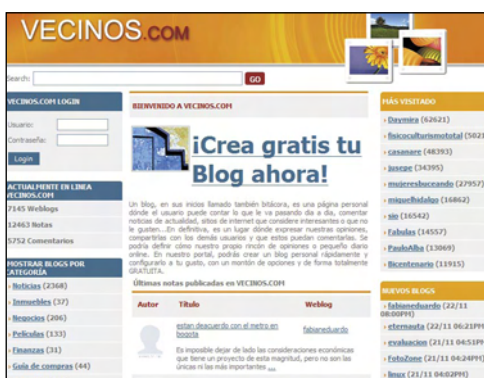 VECINOS.COM
Search:
GO
VECINOS.COM LOGIN
Usuario:
Contraseña:
Login
ACTUALMENTE EN LINEA
VECINOS.COM
7145 Weblogs
12463 Notas
5752 Comentarios
MOSTRAR BLOGS POR
CATEGORÍA
Noticias (2368)
Inmuebles (37)
Negocios (206)
Películas (133)
Finanzas (31)
Guía de compras (44)
BIENVENIDO A VECINOS.COM
¡Crea gratis tu
Blog ahora!
Un blog, en sus inicios llamado también bitácora, es una página personal
dónde el usuario puede contar lo que le va pasando día a día, comentar
noticias de actualidad, sitios de internet que considere interesantes o que no
le gusten...En definitiva, es un lugar dónde expresar nuestras opiniones,
compartirlas con los demás usuarios y que estos puedan comentarlas. Se
podría definir cómo nuestro propio rincón de opiniones o pequeño diario
online. En nuestro portal, podrás crear un blog personal rápidamente y
configurarlo a tu gusto, con un montón de opciones y de forma totalmente
GRATUITA.
Últimas notas publicadas en VECINOS.COM
Autor Título Weblog
estan deacuerdo con el metro en
bogota
fabianeduardo
Es imposible dejar de lado las consideraciones económicas
que tiene un proyecto de esta magnitud, pero no son las
únicas ni las más importantes ...
MÁS VISITADO
Daymira (62621)
fisicoculturismototal (5021
casanare (48393)
jusepe (34395)
mujeresbuceando (27957)
miguelhidalgo (16862)
sio (16542)
Fabulas (14557)
PauloAlba (13069)
Bicentenario (11915)
NUEVOS BLOGS
fabianeduardo (22/11
08:00PM)
eternauta (22/11 06:21PM
evaluacion (21/11 04:51PM
FotoZone (21/11 04:24PM)
linux (21/11 04:02PM)